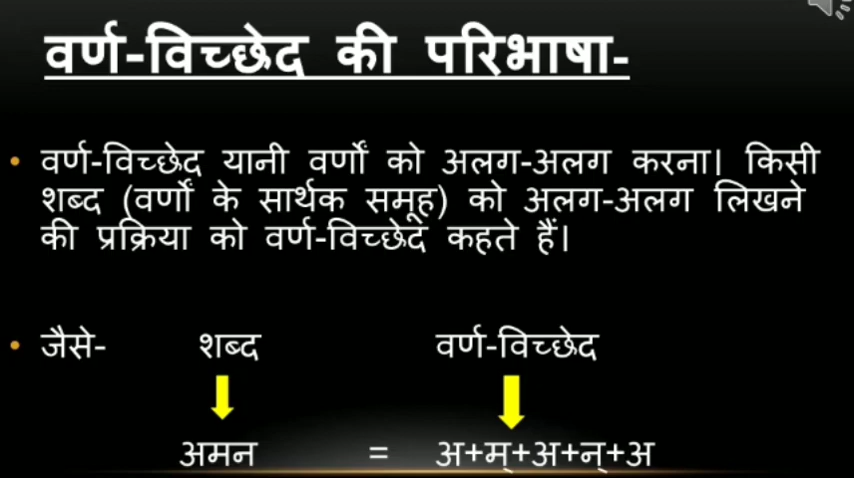 वर्ण-विच्छेद की परिभाषा-
• वर्ण-विच्छेद यानी वर्णों को अलग-अलग करना। किसी
शब्द (वर्णों के सार्थक समूह) को अलग-अलग लिखने
की प्रक्रिया को वर्ण-विच्छेद कहते हैं।
• जैसे- शब्द वर्ण-विच्छेद
अमन = अ+म्+अ+न्+अ